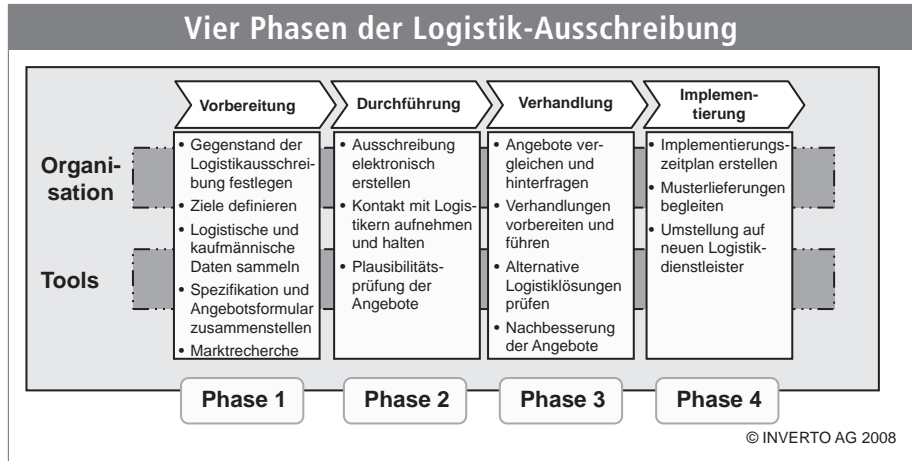 Vier Phasen der Logistik-Ausschreibung
Vorbereitung
Durchführung
Verhandlung
Implemen-
tierung
Organi-
sation
Tools
• Gegenstand der
Logistikausschrei-
bung festlegen
• Ziele definieren
• Logistische und
kaufmännische
Daten sammeln
• Spezifikation und
Angebotsformular
zusammenstellen
• Marktrecherche
• Ausschreibung
elektronisch
erstellen
• Kontakt mit Logis-
tikern aufnehmen
und halten
• Plausibilitäts-
prüfung der
Angebote
• Angebote ver-
gleichen und
hinterfragen
• Verhandlungen
vorbereiten und
führen
• Alternative
Logistiklösungen
prüfen
• Nachbesserung
der Angebote
• Implementierungs-
zeitplan erstellen
• Musterlieferungen
begleiten
• Umstellung auf
neuen Logistik-
dienstleister
Phase 1
Phase 2
Phase 3
Phase 4
© INVERTO AG 2008